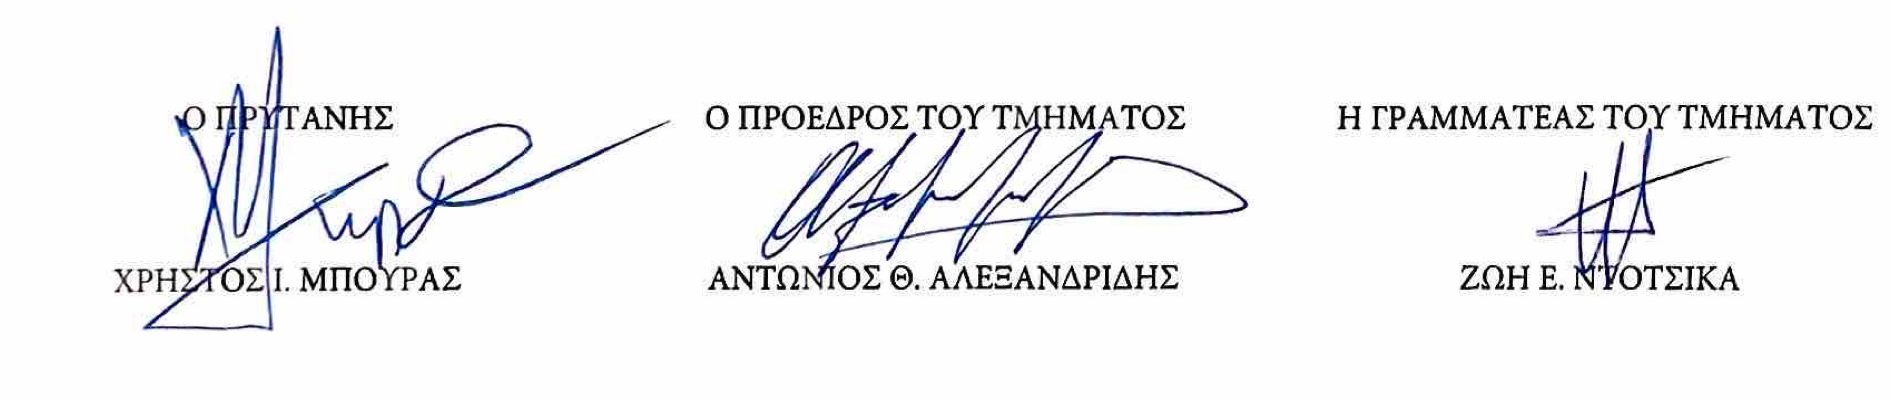 Ο ΠΡΥΤΑΝΗΣ
ΧΡΗΣΤΟΣ Ι. ΜΠΟΥΡΑΣ
Ο ΠΡΟΕΔΡΟΣ ΤΟΥ ΤΜΗΜΑΤΟΣ
ΑΝΤΩΝΙΟΣ Θ. ΑΛΕΞΑΝΔΡΙΔΗΣ
Η ΓΡΑΜΜΑΤΕΑΣ ΤΟΥ ΤΜΗΜΑΤΟΣ
ΖΩΗ Ε. ΝΤΟΤΣΙΚΑ